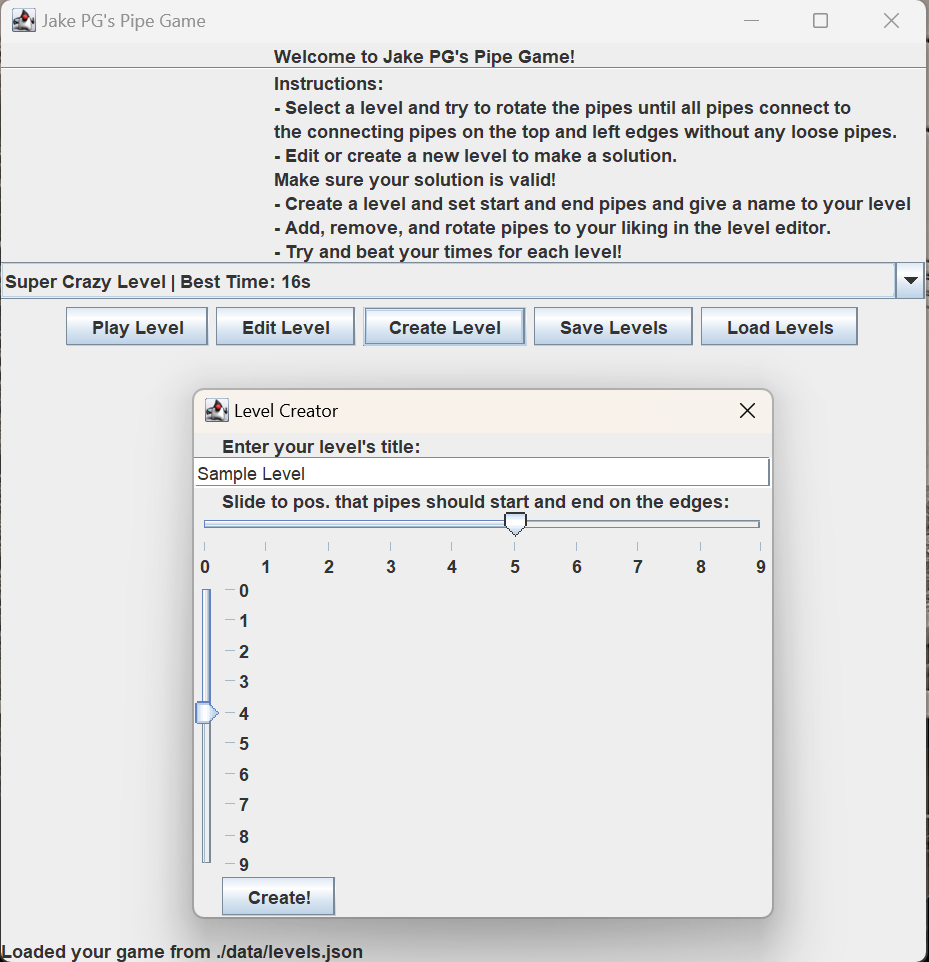 Jake PG's Pipe Game
Welcome to Jake PG's Pipe Game!
Instructions:
- Select a level and try to rotate the pipes until all pipes connect to
the connecting pipes on the top and left edges without any loose pipes.
- Edit or create a new level to make a solution.
Make sure your solution is valid!
- Create a level and set start and end pipes and give a name to your level
- Add, remove, and rotate pipes to your liking in the level editor.
- Try and beat your times for each level!
Super Crazy Level | Best Time: 16s
Play Level Edit Level Create Level Save Levels Load Levels
Level Creator
Enter your level's title:
Sample Level
Slide to pos. that pipes should start and end on the edges:
0 1 2 3 4 5 6 7 8 9
0
1
2
3
4
5
6
7
8
9
Create!
Loaded your game from ./data/levels.json